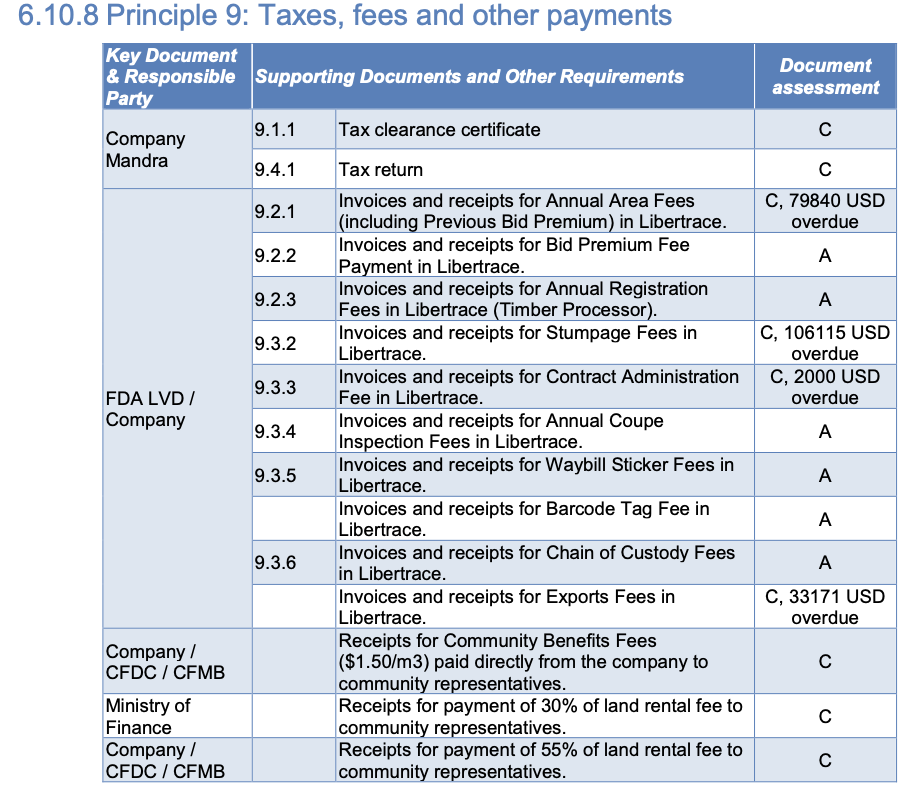 6.10.8 Principle 9: Taxes, fees and other payments
Key Document
& Responsible
Party
Supporting Documents and Other Requirements
Document
assessment
Company
Mandra
9.1.1
Tax clearance certificate
C
9.4.1
Tax return
C
FDA LVD /
Company
9.2.1
Invoices and receipts for Annual Area Fees
(including Previous Bid Premium) in Libertrace.
C, 79840 USD
overdue
9.2.2
Invoices and receipts for Bid Premium Fee
Payment in Libertrace.
A
9.2.3
Invoices and receipts for Annual Registration
Fees in Libertrace (Timber Processor).
A
9.3.2
Invoices and receipts for Stumpage Fees in
Libertrace.
C, 106115 USD
overdue
9.3.3
Invoices and receipts for Contract Administration
Fee in Libertrace.
C, 2000 USD
overdue
9.3.4
Invoices and receipts for Annual Coupe
Inspection Fees in Libertrace.
A
9.3.5
Invoices and receipts for Waybill Sticker Fees in
Libertrace.
A
Invoices and receipts for Barcode Tag Fee in
Libertrace.
A
9.3.6
Invoices and receipts for Chain of Custody Fees
in Libertrace.
A
Invoices and receipts for Exports Fees in
Libertrace.
C, 33171 USD
overdue
Company /
CFDC / CFMB
Receipts for Community Benefits Fees
($1.50/m3) paid directly from the company to
community representatives.
C
Ministry of
Finance
Receipts for payment of 30% of land rental fee to
community representatives.
C
Company /
CFDC / CFMB
Receipts for payment of 55% of land rental fee to
community representatives.
C